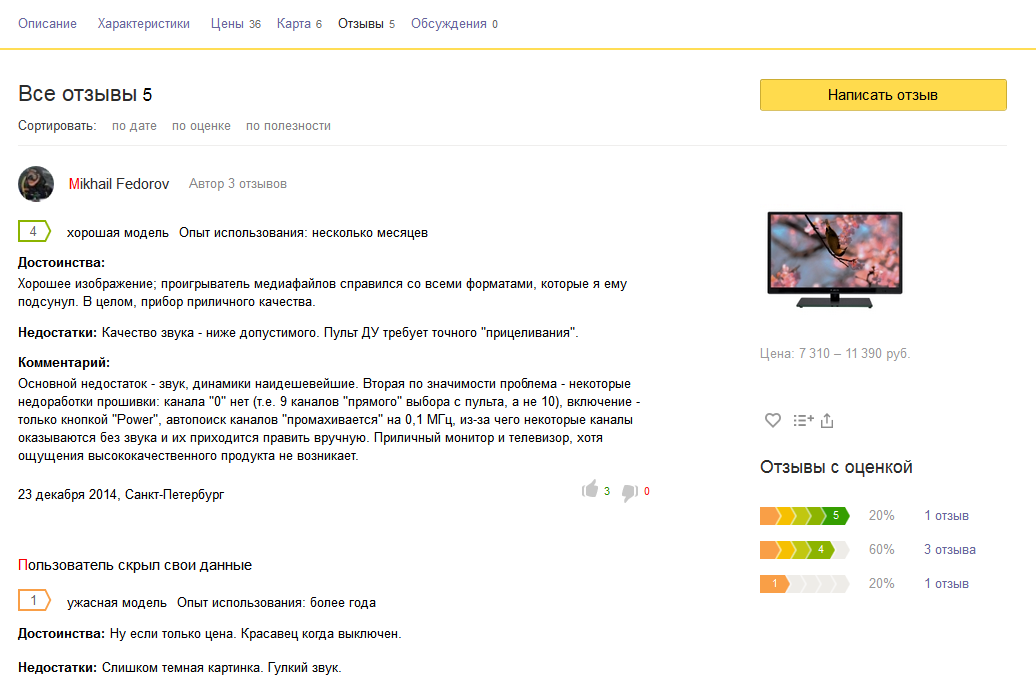 Описание Характеристики Цены 36 Карта 6 Отзывы 5 Обсуждения 0
Все отзывы 5
Написать отзыв
Сортировать: по дате по оценке по полезности
Mikhail Fedorov Автор 3 отзывов
4 хорошая модель Опыт использования: несколько месяцев
Достоинства:
Хорошее изображение; проигрыватель медиафайлов справился со всеми форматами, которые я ему
подсунул. В целом, прибор приличного качества.
Недостатки: Качество звука - ниже допустимого. Пульт ДУ требует точного "прицеливания".
Комментарий:
Основной недостаток - звук, динамики наидешевейшие. Вторая по значимости проблема - некоторые
недоработки прошивки: канала "0" нет (т.е. 9 каналов "прямого" выбора с пульта, а не 10), включение -
только кнопкой "Power", автопоиск каналов "промахивается" на 0,1 МГц, из-за чего некоторые каналы
оказываются без звука и их приходится править вручную. Приличный монитор и телевизор, хотя
ощущения высококачественного продукта не возникает.
23 декабря 2014, Санкт-Петербург 3 0
Пользователь скрыл свои данные
1 ужасная модель Опыт использования: более года
Достоинства: Ну если только цена. Красавец когда выключен.
Недостатки: Слишком темная картинка. Гулкий звук.
Цена: 7 310 – 11 390 руб.
Отзывы с оценкой
5 20% 1 отзыв
4 60% 3 отзыва
1 20% 1 отзыв